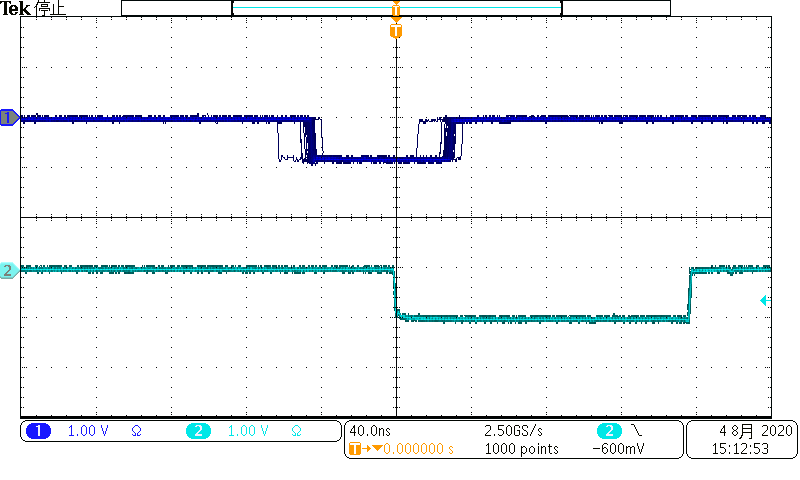 Tek 停止
T
T
1
2
1 1.00 V Ω 2 1.00 V Ω
40.0ns 2.50GS/s 2
T→▼0.000000 s 1000 points −600mV
4 8月 2020
15:12:53